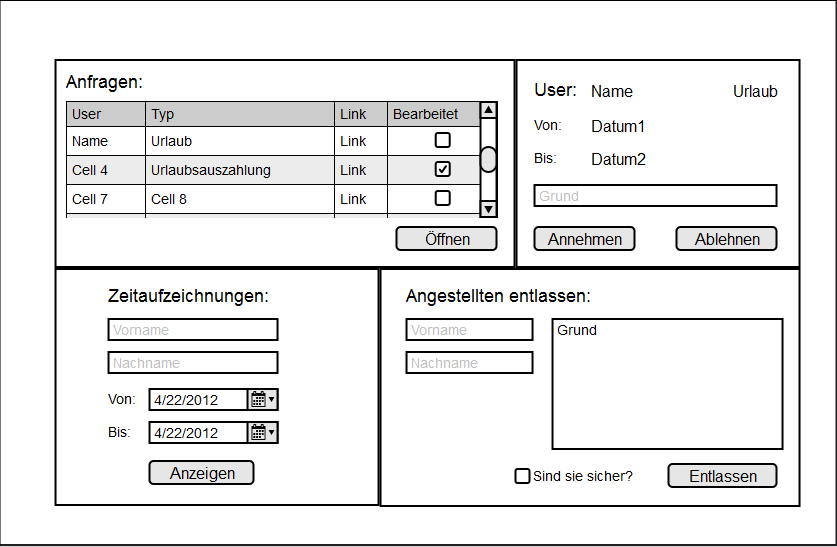 Anfragen:
User Typ Link Bearbeitet
Name Urlaub Link
Cell 4 Urlaubsauszahlung Link
Cell 7 Cell 8 Link
Öffnen
User: Name Urlaub
Von: Datum1
Bis: Datum2
Grund
Annehmen Ablehnen
Zeitaufzeichnungen:
Vorname
Nachname
Von: 4/22/2012
Bis: 4/22/2012
Anzeigen
Angestellten entlassen:
Vorname
Nachname
Grund
Sind sie sicher? Entlassen